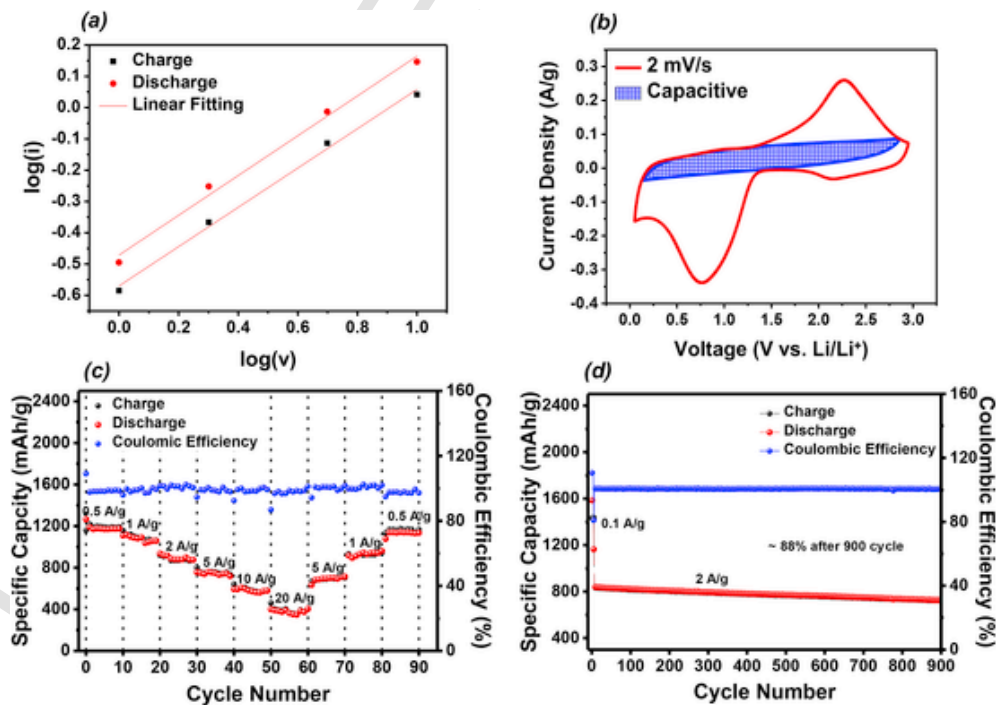 (a)
0.2
0.1
0.0
-0.1
-0.2
-0.3
-0.4
-0.5
-0.6
log(i)
Charge
Discharge
Linear Fitting
0.0 0.2 0.4 0.6 0.8 1.0
log(v)
(b)
0.3
0.2
0.1
0.0
-0.1
-0.2
-0.3
-0.4
Current Density (A/g)
2 mV/s
Capacitive
0.0 0.5 1.0 1.5 2.0 2.5 3.0
Voltage (V vs. Li/Li⁺)
(c)
2400
2000
1600
1200
800
400
0
Specific Capcity (mAh/g)
Charge
Discharge
Coulomic Efficiency
0.5 A/g
1 A/g
2 A/g
5 A/g
10 A/g
20 A/g
5 A/g
1 A/g
0.5 A/g
160
120
80
40
0
Coulombic Efficiency (%)
0 10 20 30 40 50 60 70 80 90
Cycle Number
(d)
2400
2000
1600
1200
800
400
Specific Capacity (mAh/g)
Charge
Discharge
Coulombic Efficiency
0.1 A/g
~ 88% after 900 cycle
2 A/g
160
120
80
40
0
Coulombic Efficiency (%)
0 100 200 300 400 500 600 700 800 900
Cycle Number